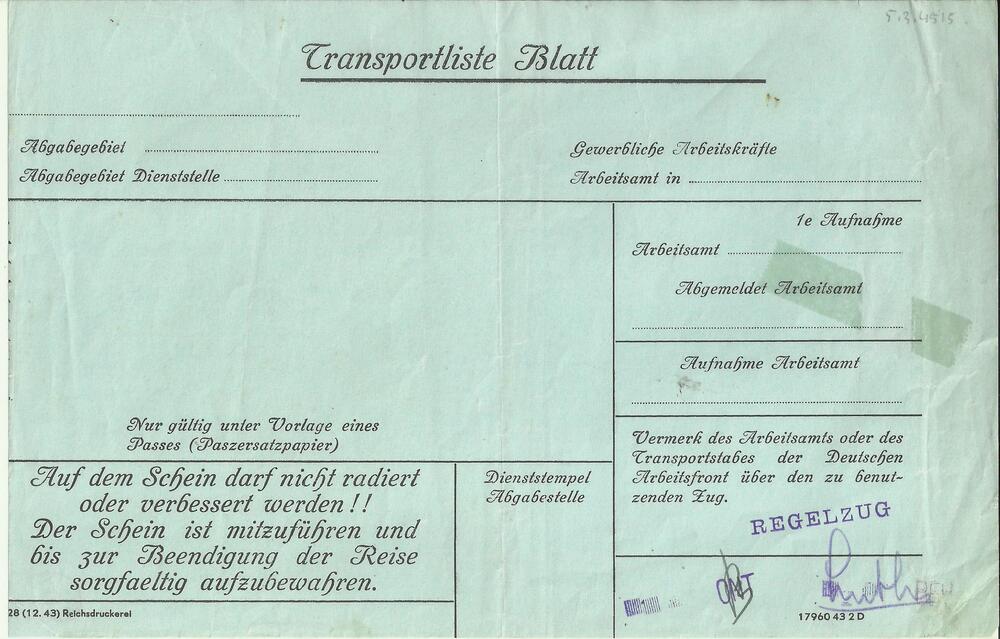 5.3.4515
Transportliste Blatt
Abgabegebiet
Abgabegebiet Dienststelle
Gewerbliche Arbeitskräfte
Arbeitsamt in
1e Aufnahme
Arbeitsamt
Abgemeldet Arbeitsamt
Aufnahme Arbeitsamt
Nur gültig unter Vorlage eines
Passes (Paszersatzpapier)
Vermerk des Arbeitsamts oder des
Transportstabes der Deutschen
Arbeitsfront über den zu benut-
zenden Zug.
REGELZUG
Auf dem Schein darf nicht radiert
oder verbessert werden!!
Der Schein ist mitzuführen und
bis zur Beendigung der Reise
sorgfaeltig aufzubewahren.
Dienststempel
Abgabestelle
28 (12. 43) Reichsdruckerei
17960 43 2 D